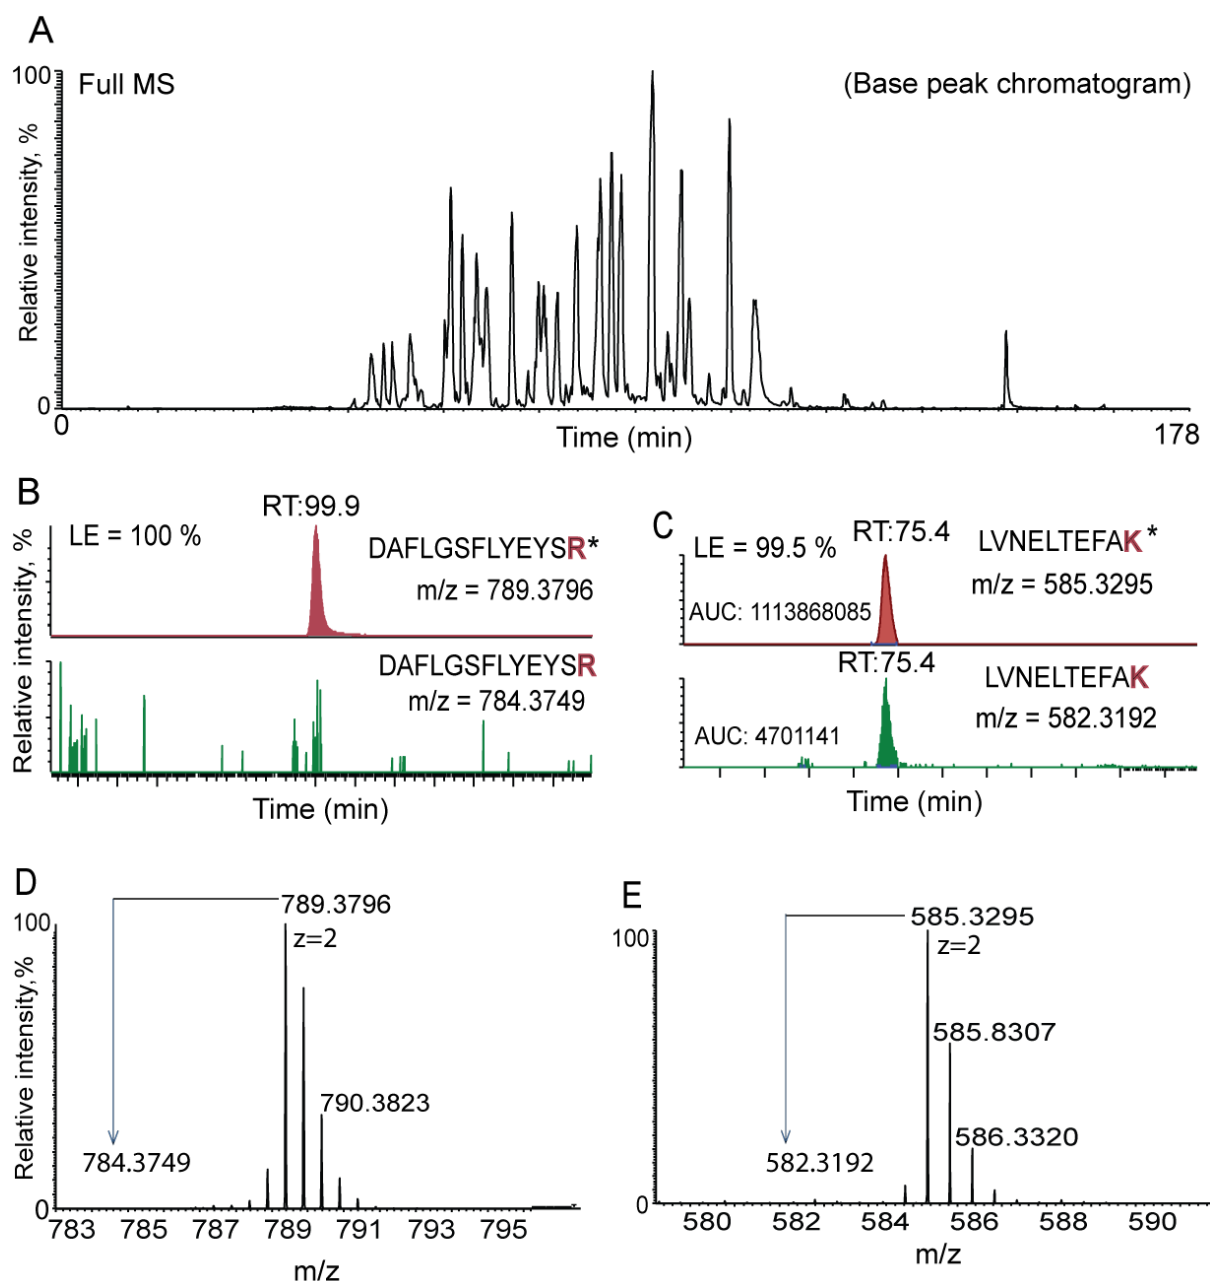 A
100
Full MS
(Base peak chromatogram)
Relative intensity, %
0
0
Time (min)
178
B
RT:99.9
LE = 100 %
DAFLGSFLYEYSR*
m/z = 789.3796
Relative intensity, %
DAFLGSFLYEYSR
m/z = 784.3749
Time (min)
C
RT:75.4
LE = 99.5 %
LVNELTEFAK*
m/z = 585.3295
AUC: 1113868085
RT:75.4
LVNELTEFAK
m/z = 582.3192
AUC: 4701141
Time (min)
D
789.3796
100
z=2
Relative intensity,%
790.3823
784.3749
0
783 785 787 789 791 793 795
m/z
E
585.3295
100
z=2
585.8307
586.3320
582.3192
0
580 582 584 586 588 590
m/z